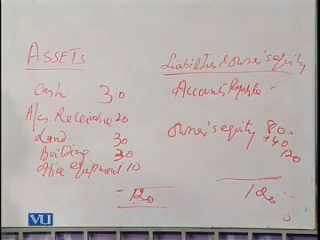 ASSETS
Cash 30
A/c Receivable 20
Land 30
Building 30
Office equipment 10
120
Liabilities & owner's equity
Accounts Payable -
Owner's equity 80
+40
120
120
VU